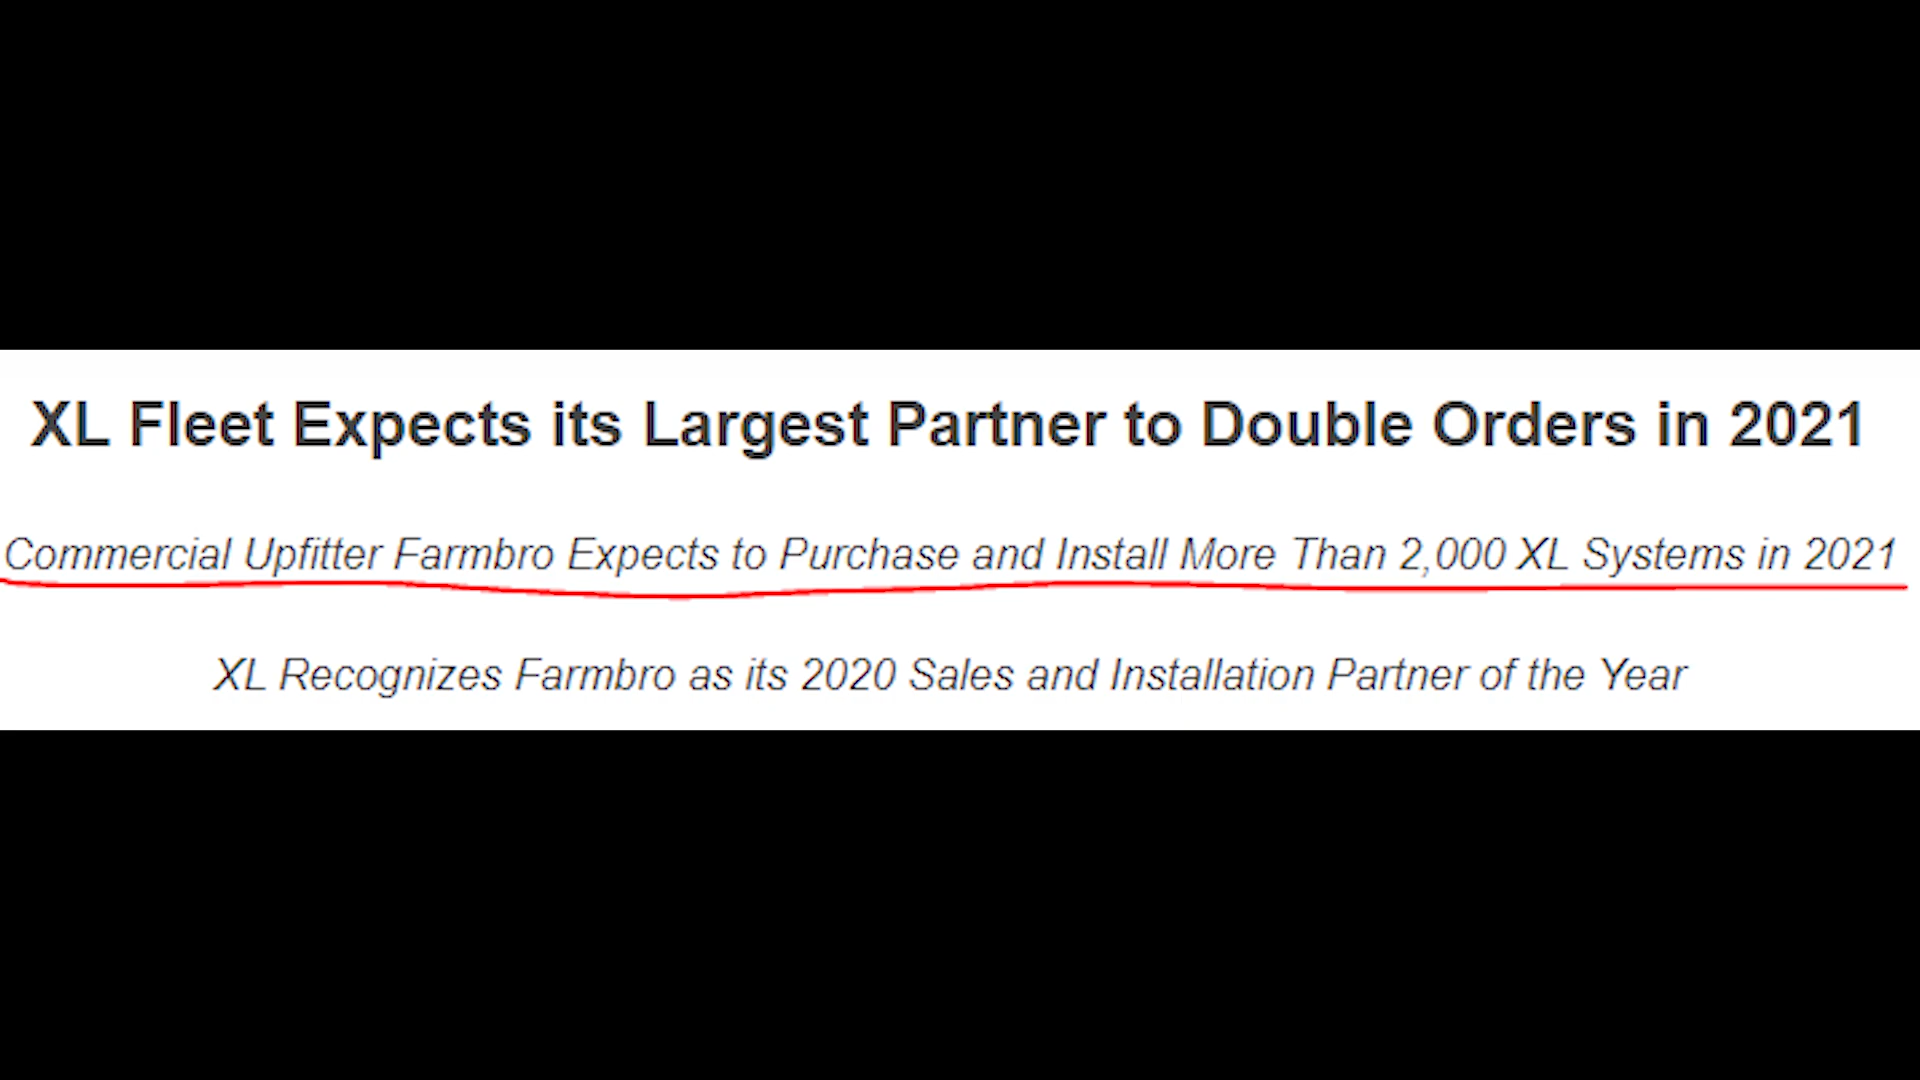 XL Fleet Expects its Largest Partner to Double Orders in 2021
Commercial Upfitter Farmbro Expects to Purchase and Install More Than 2,000 XL Systems in 2021
XL Recognizes Farmbro as its 2020 Sales and Installation Partner of the Year